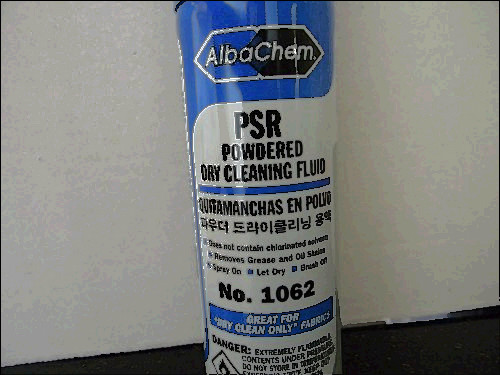 AlbaChem®
PSR
POWDERED
DRY CLEANING FLUID
QUITAMANCHAS EN POLVO
파우더 드라이클리닝 용액
Does not contain chlorinated solvents
Removes Grease and Oil Stains
Spray On Let Dry Brush Off
No. 1062
GREAT FOR
"DRY CLEAN ONLY" FABRICS
DANGER: EXTREMELY FLAMMABLE
CONTENTS UNDER PRESSURE
DO NOT STORE IN TEMPERATURE